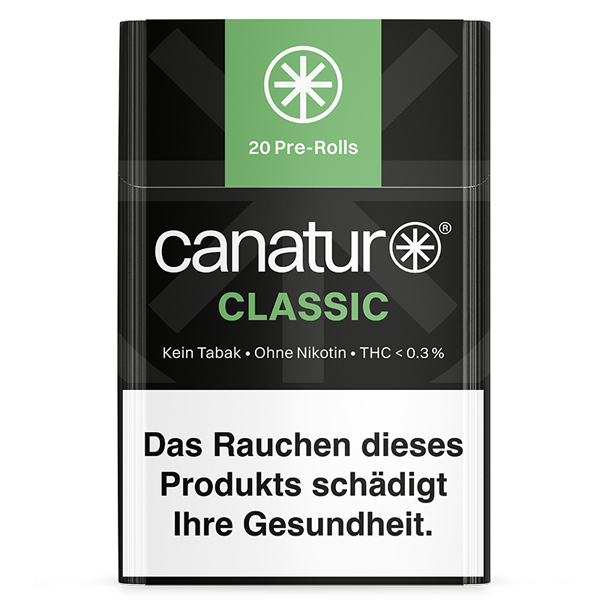 20 Pre-Rolls
canatur ®
CLASSIC
Kein Tabak • Ohne Nikotin • THC < 0.3 %
Das Rauchen dieses
Produkts schädigt
Ihre Gesundheit.